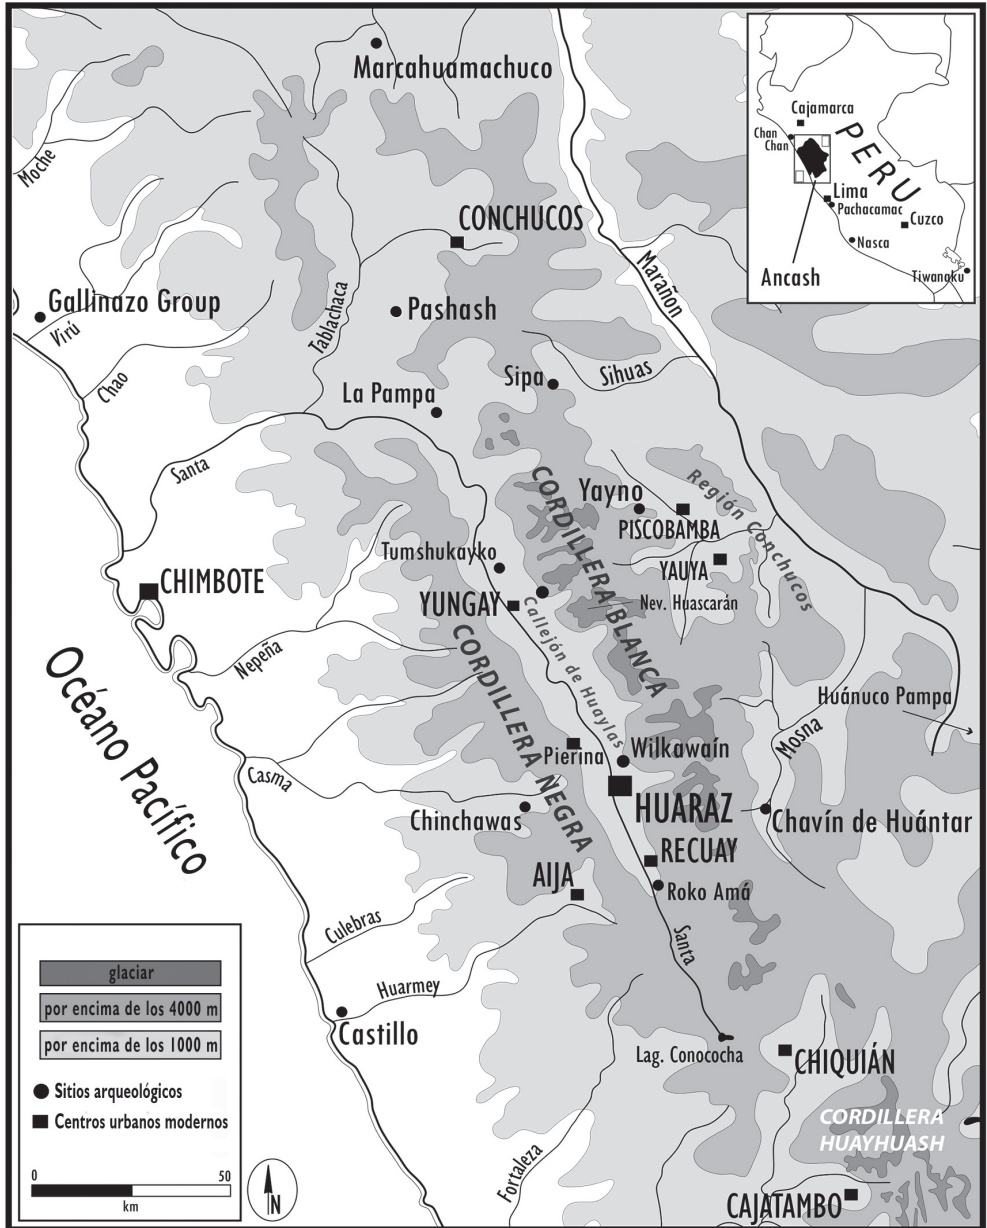 Marcahuamachuco
Moche
CONCHUCOS
Marañón
Gallinazo Group
Virú
Tablachaca
Pashash
Chao
Sipa
Sihuas
La Pampa
Santa
CORDILLERA BLANCA
Yayno
Región Conchucos
PISCOBAMBA
Tumshukayko
YAUYA
CHIMBOTE
YUNGAY
Nev. Huascarán
Callejón de Huaylas
CORDILLERA NEGRA
Nepeña
Océano Pacífico
Huánuco Pampa
Mosna
Pierina
Wilkawaín
Casma
HUARAZ
Chinchawas
Chavín de Huántar
RECUAY
AIJA
Roko Amá
Culebras
Santa
Huarmey
Castillo
Lag. Conococha
CHIQUIÁN
CORDILLERA
HUAYHUASH
Fortaleza
CAJATAMBO
Cajamarca
Chan
Chan
PERU
Lima
Pachacamac
Cuzco
Nasca
Tiwanaku
Ancash
glaciar
por encima de los 4000 m
por encima de los 1000 m
Sitios arqueológicos
Centros urbanos modernos
0 50
km
N